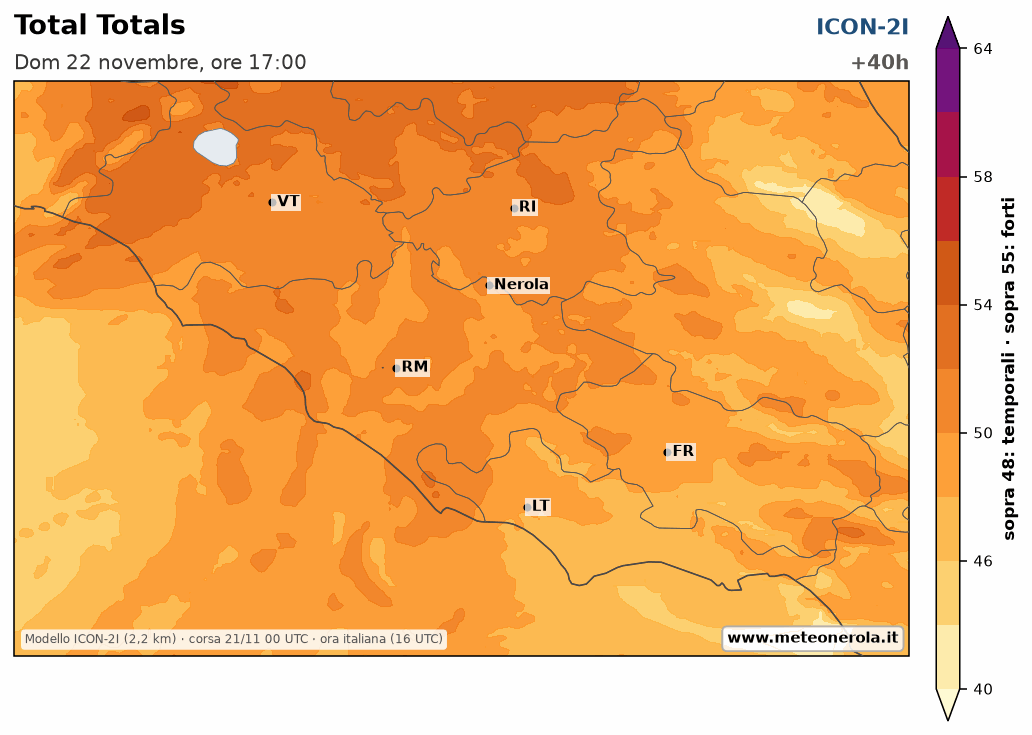 Total Totals
ICON-2I
Dom 22 novembre, ore 17:00
+40h
VT
RI
Nerola
RM
FR
LT
Modello ICON-2I (2,2 km) · corsa 21/11 00 UTC · ora italiana (16 UTC)
www.meteonerola.it
64
58
54
50
46
40
sopra 48: temporali · sopra 55: forti